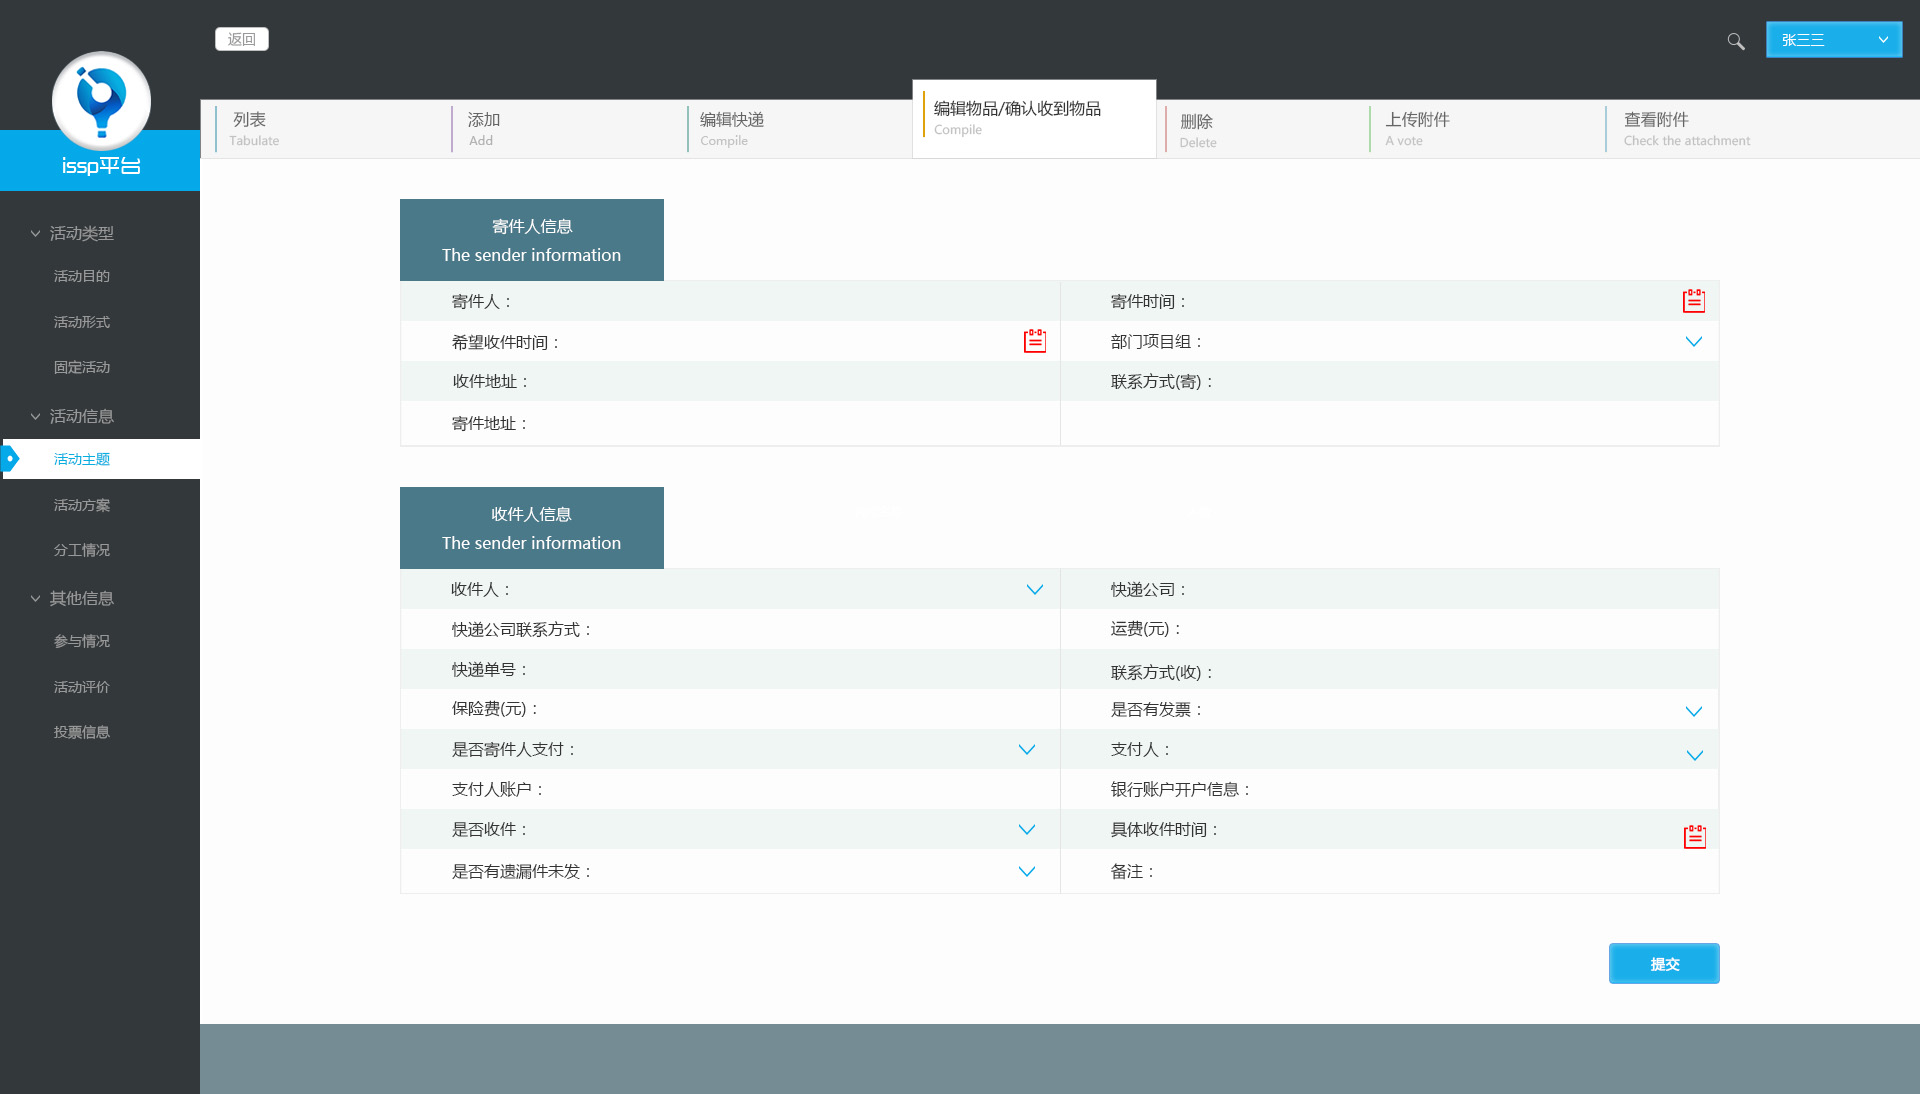 返回
张三三
issp平台
列表
Tabulate
添加
Add
编辑快递
Compile
编辑物品/确认收到物品
Compile
删除
Delete
上传附件
A vote
查看附件
Check the attachment
活动类型
活动目的
活动形式
固定活动
活动信息
活动主题
活动方案
分工情况
其他信息
参与情况
活动评价
投票信息
寄件人信息
The sender information
寄件人：
寄件时间：
希望收件时间：
部门项目组：
收件地址：
联系方式(寄)：
寄件地址：
收件人信息
The sender information
收件人：
快递公司：
快递公司联系方式：
运费(元)：
快递单号：
联系方式(收)：
保险费(元)：
是否有发票：
是否寄件人支付：
支付人：
支付人账户：
银行账户开户信息：
是否收件：
具体收件时间：
是否有遗漏件未发：
备注：
提交